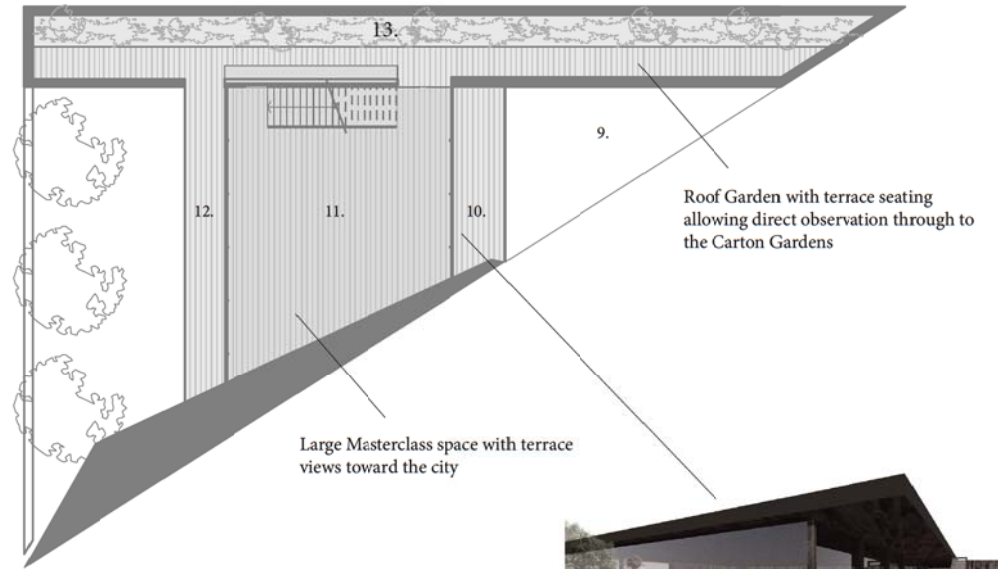 13.
9.
Roof Garden with terrace seating
allowing direct observation through to
the Carton Gardens
12.
11.
10.
Large Masterclass space with terrace
views toward the city